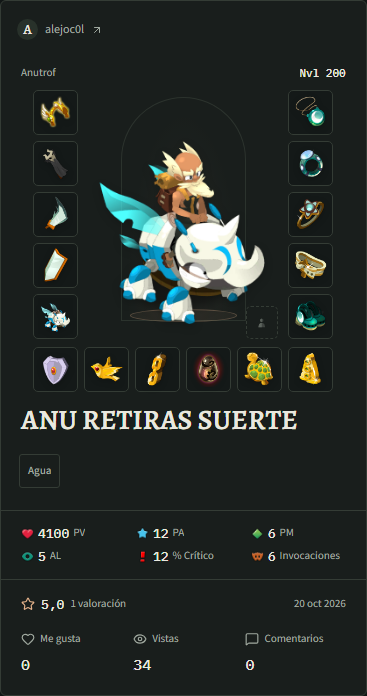 A alejoc0l ↗
Anutrof Nvl 200
ANU RETIRAS SUERTE
Agua
4100 PV 12 PA 6 PM
5 AL 12 % Crítico 6 Invocaciones
5,0 1 valoración 20 oct 2026
Me gusta Vistas Comentarios
0 34 0